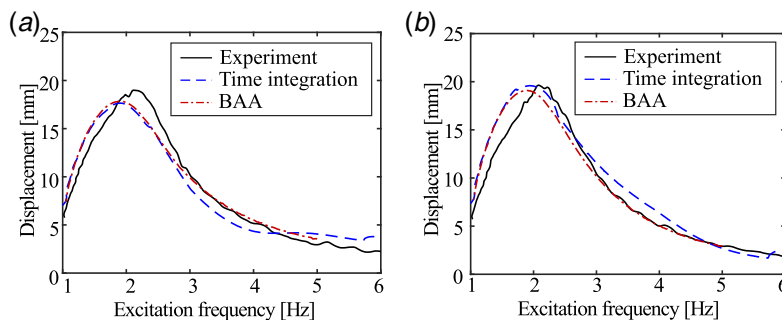 (a)
25
20
15
10
5
0
Displacement [mm]
Experiment
Time integration
BAA
1 2 3 4 5 6
Excitation frequency [Hz]
(b)
25
20
15
10
5
0
Displacement [mm]
Experiment
Time integration
BAA
1 2 3 4 5 6
Excitation frequency [Hz]